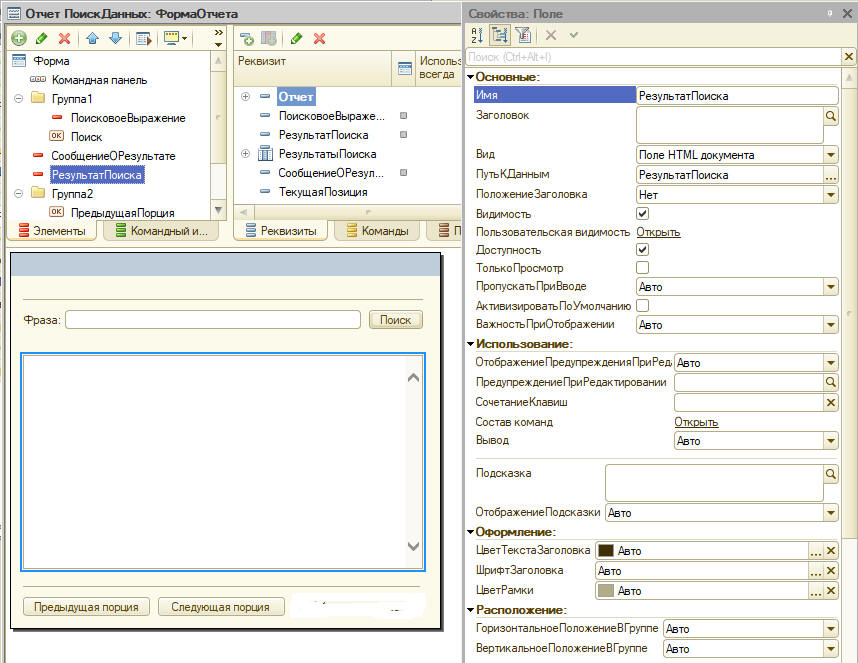 Отчет ПоискДанных: ФормаОтчета
Форма
Командная панель
Группа1
ПоисковоеВыражение
OK Поиск
СообщениеОРезультате
РезультатПоиска
Группа2
OK ПредыдущаяПорция
Элементы
Командный и...
Реквизит
Использ
всегда
Отчет
ПоисковоеВыраже...
РезультатПоиска
РезультатыПоиска
СообщениеОРезул...
ТекущаяПозиция
Реквизиты
Команды
П
Фраза:
Поиск
Предыдущая порция
Следующая порция
Свойства: Поле
Поиск (Ctrl+Alt+I)
Основные:
Имя РезультатПоиска
Заголовок
Вид Поле HTML документа
ПутьКДанным РезультатПоиска ...
ПоложениеЗаголовка Нет
Видимость
Пользовательская видимость Открыть
Доступность
ТолькоПросмотр
ПропускатьПриВводе Авто
АктивизироватьПоУмолчанию
ВажностьПриОтображении Авто
Использование:
ОтображениеПредупрежденияПриРед Авто
ПредупреждениеПриРедактировании
СочетаниеКлавиш
Состав команд Открыть
Вывод Авто
Подсказка
ОтображениеПодсказки Авто
Оформление:
ЦветТекстаЗаголовка Авто ...
ШрифтЗаголовка Авто ...
ЦветРамки Авто ...
Расположение:
ГоризонтальноеПоложениеВГруппе Авто
ВертикальноеПоложениеВГруппе Авто